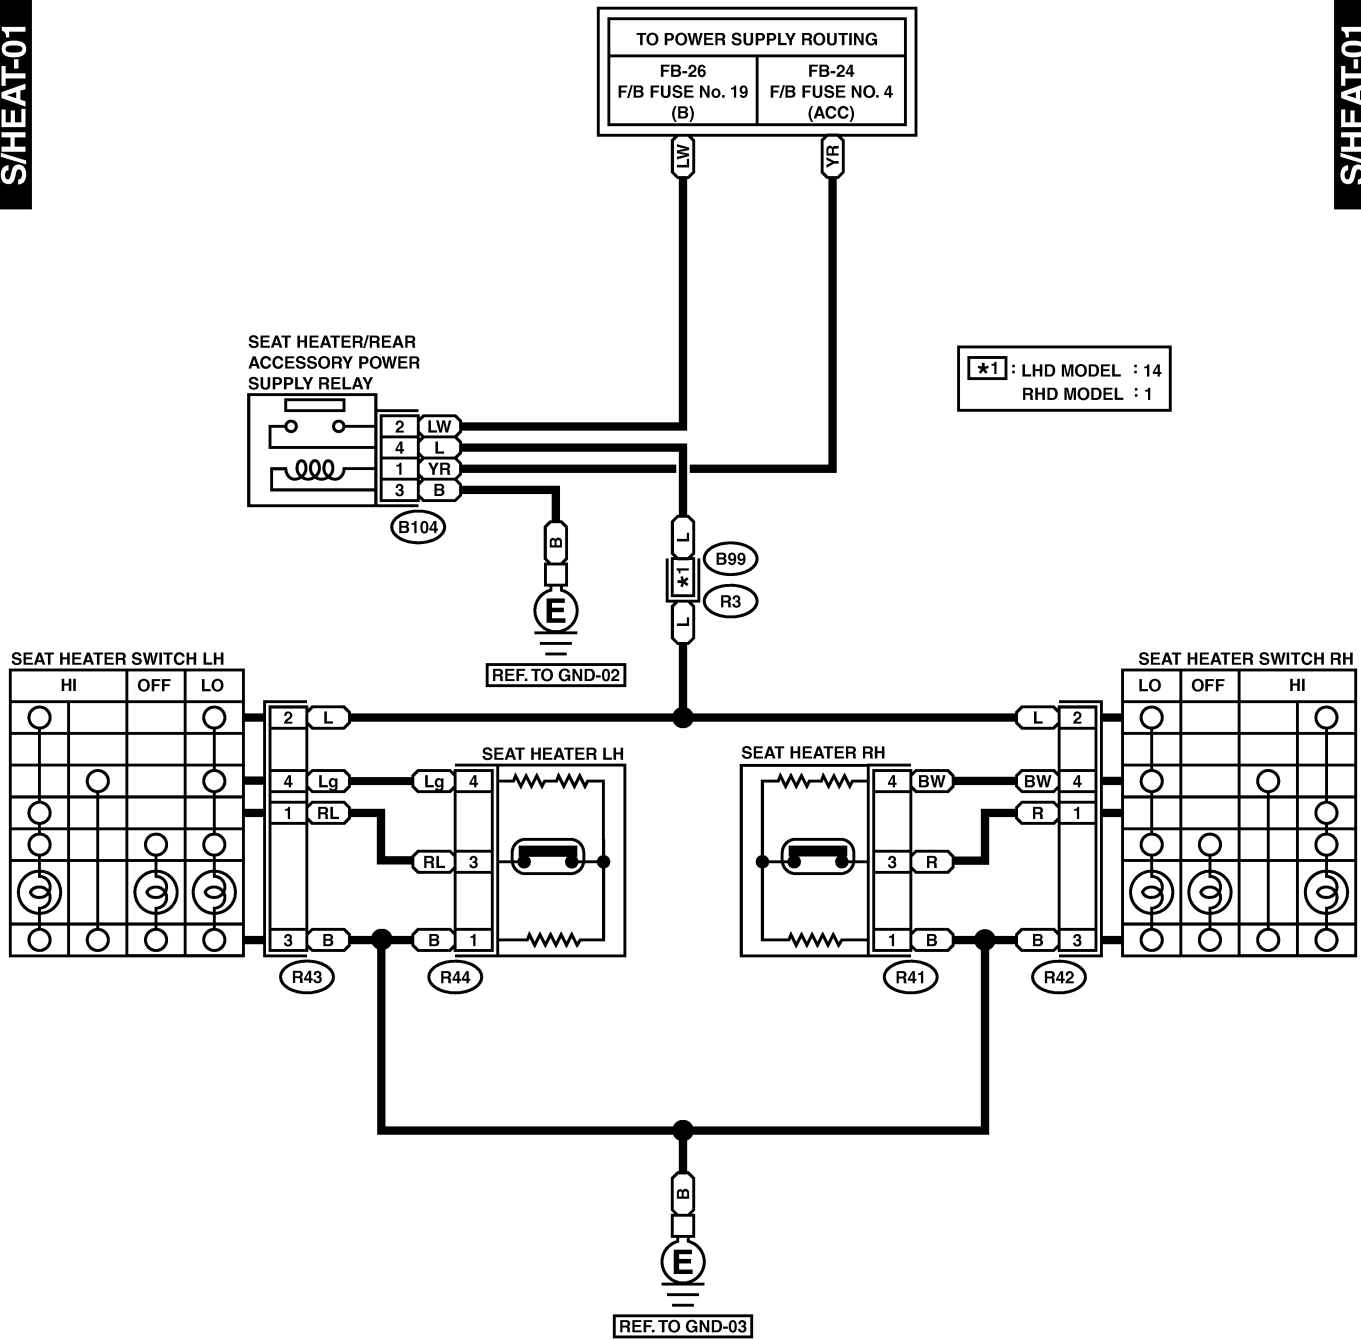 S/HEAT-01
S/HEAT-01
TO POWER SUPPLY ROUTING
FB-26
F/B FUSE No. 19
(B)
FB-24
F/B FUSE NO. 4
(ACC)
LW
YR
SEAT HEATER/REAR
ACCESSORY POWER
SUPPLY RELAY
*1 : LHD MODEL : 14
RHD MODEL : 1
2 LW
4 L
1 YR
3 B
B104
B
E
REF. TO GND-02
L
B99
*1
R3
L
SEAT HEATER SWITCH LH
HI OFF LO
2 L
4 Lg
1 RL
3 B
R43
SEAT HEATER LH
Lg 4
RL 3
B 1
R44
SEAT HEATER RH
4 BW
3 R
1 B
R41
SEAT HEATER SWITCH RH
LO OFF HI
L 2
BW 4
R 1
B 3
R42
B
E
REF. TO GND-03